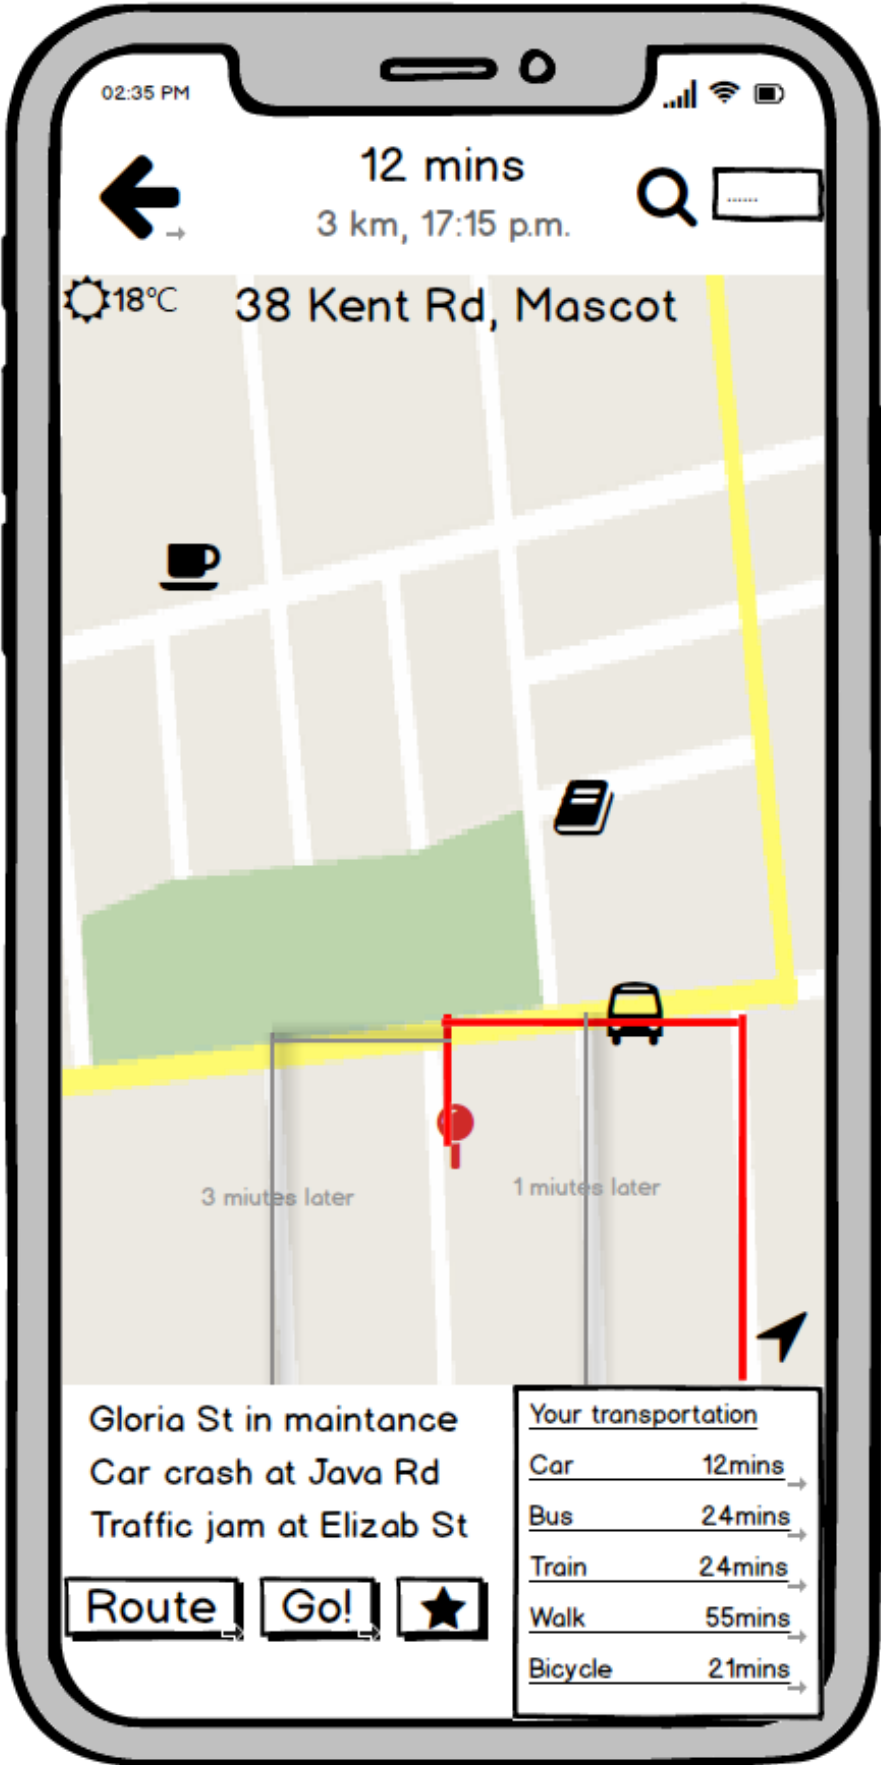 02:35 PM
12 mins
3 km, 17:15 p.m.
......
18°C
38 Kent Rd, Mascot
3 miutes later
1 miutes later
Gloria St in maintance
Car crash at Java Rd
Traffic jam at Elizab St
Route
Go!
Your transportation
Car 12mins
Bus 24mins
Train 24mins
Walk 55mins
Bicycle 21mins